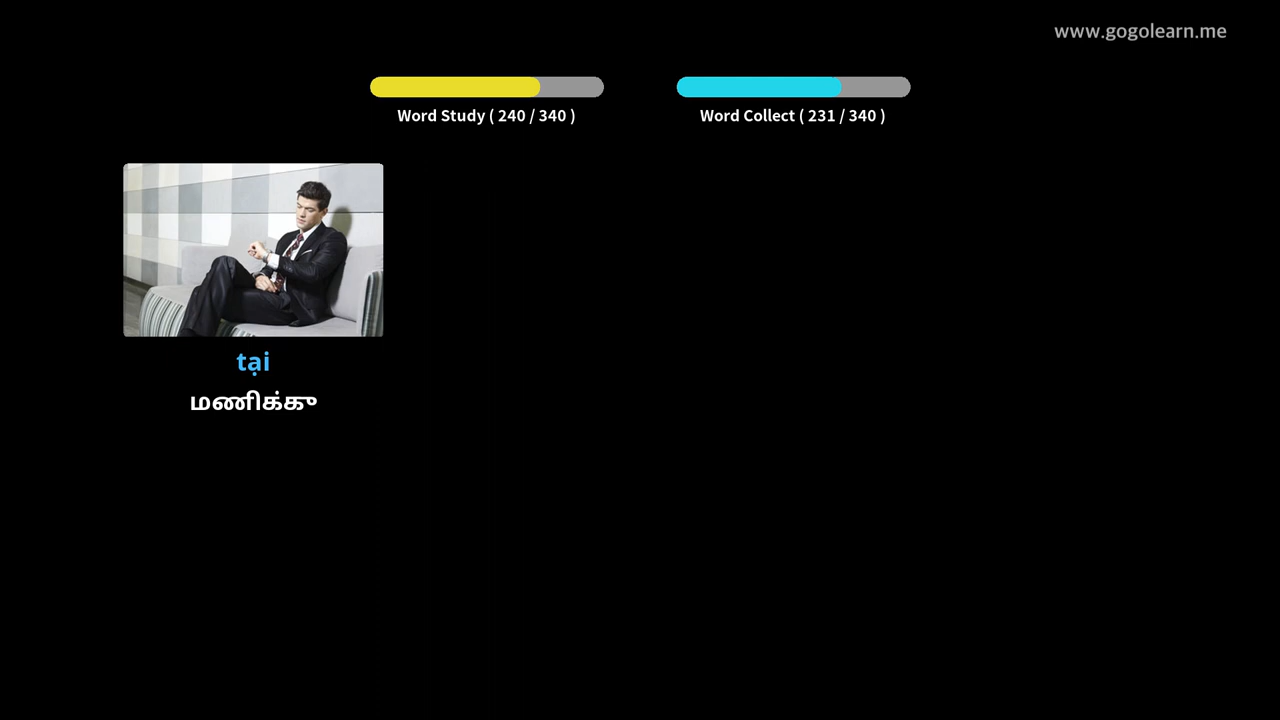 www.gogolearn.me
Word Study ( 240 / 340 )
Word Collect ( 231 / 340 )
tại
மணிக்கு